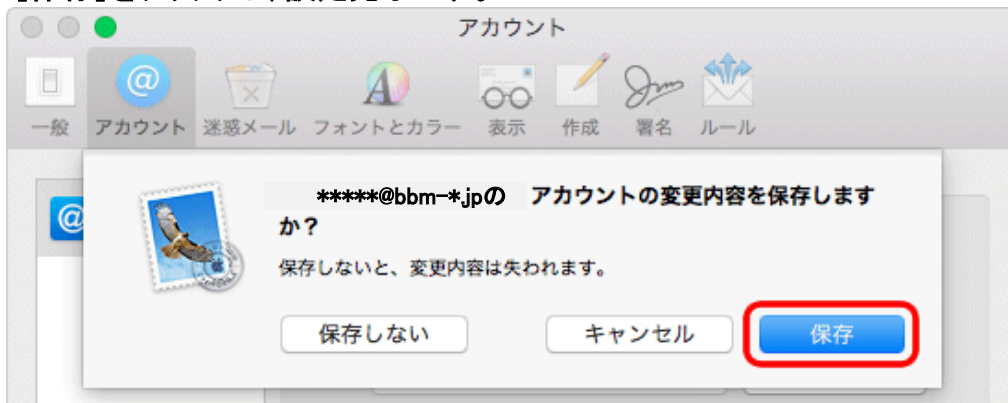 アカウント
一般 アカウント 迷惑メール フォントとカラー 表示 作成 署名 ルール
*****@bbm-*.jpの アカウントの変更内容を保存します
か？
保存しないと、変更内容は失われます。
保存しない キャンセル 保存